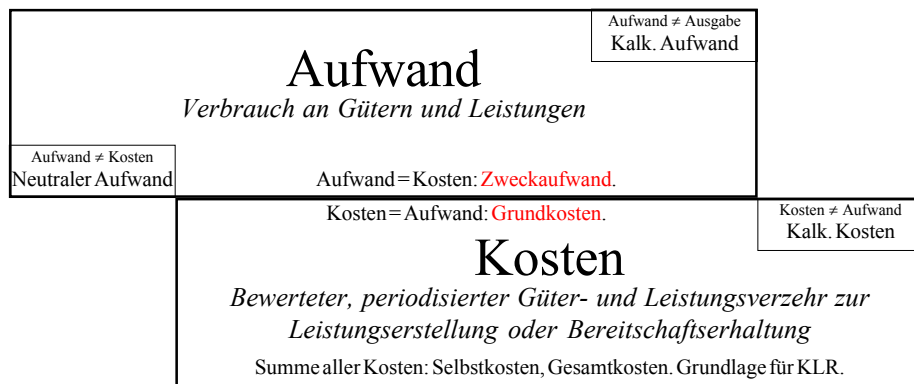 Aufwand ≠ Ausgabe
Kalk. Aufwand
Aufwand
Verbrauch an Gütern und Leistungen
Aufwand ≠ Kosten
Neutraler Aufwand
Aufwand = Kosten: Zweckaufwand.
Kosten = Aufwand: Grundkosten.
Kosten ≠ Aufwand
Kalk. Kosten
Kosten
Bewerteter, periodisierter Güter- und Leistungsverzehr zur
Leistungserstellung oder Bereitschaftserhaltung
Summe aller Kosten: Selbstkosten, Gesamtkosten. Grundlage für KLR.